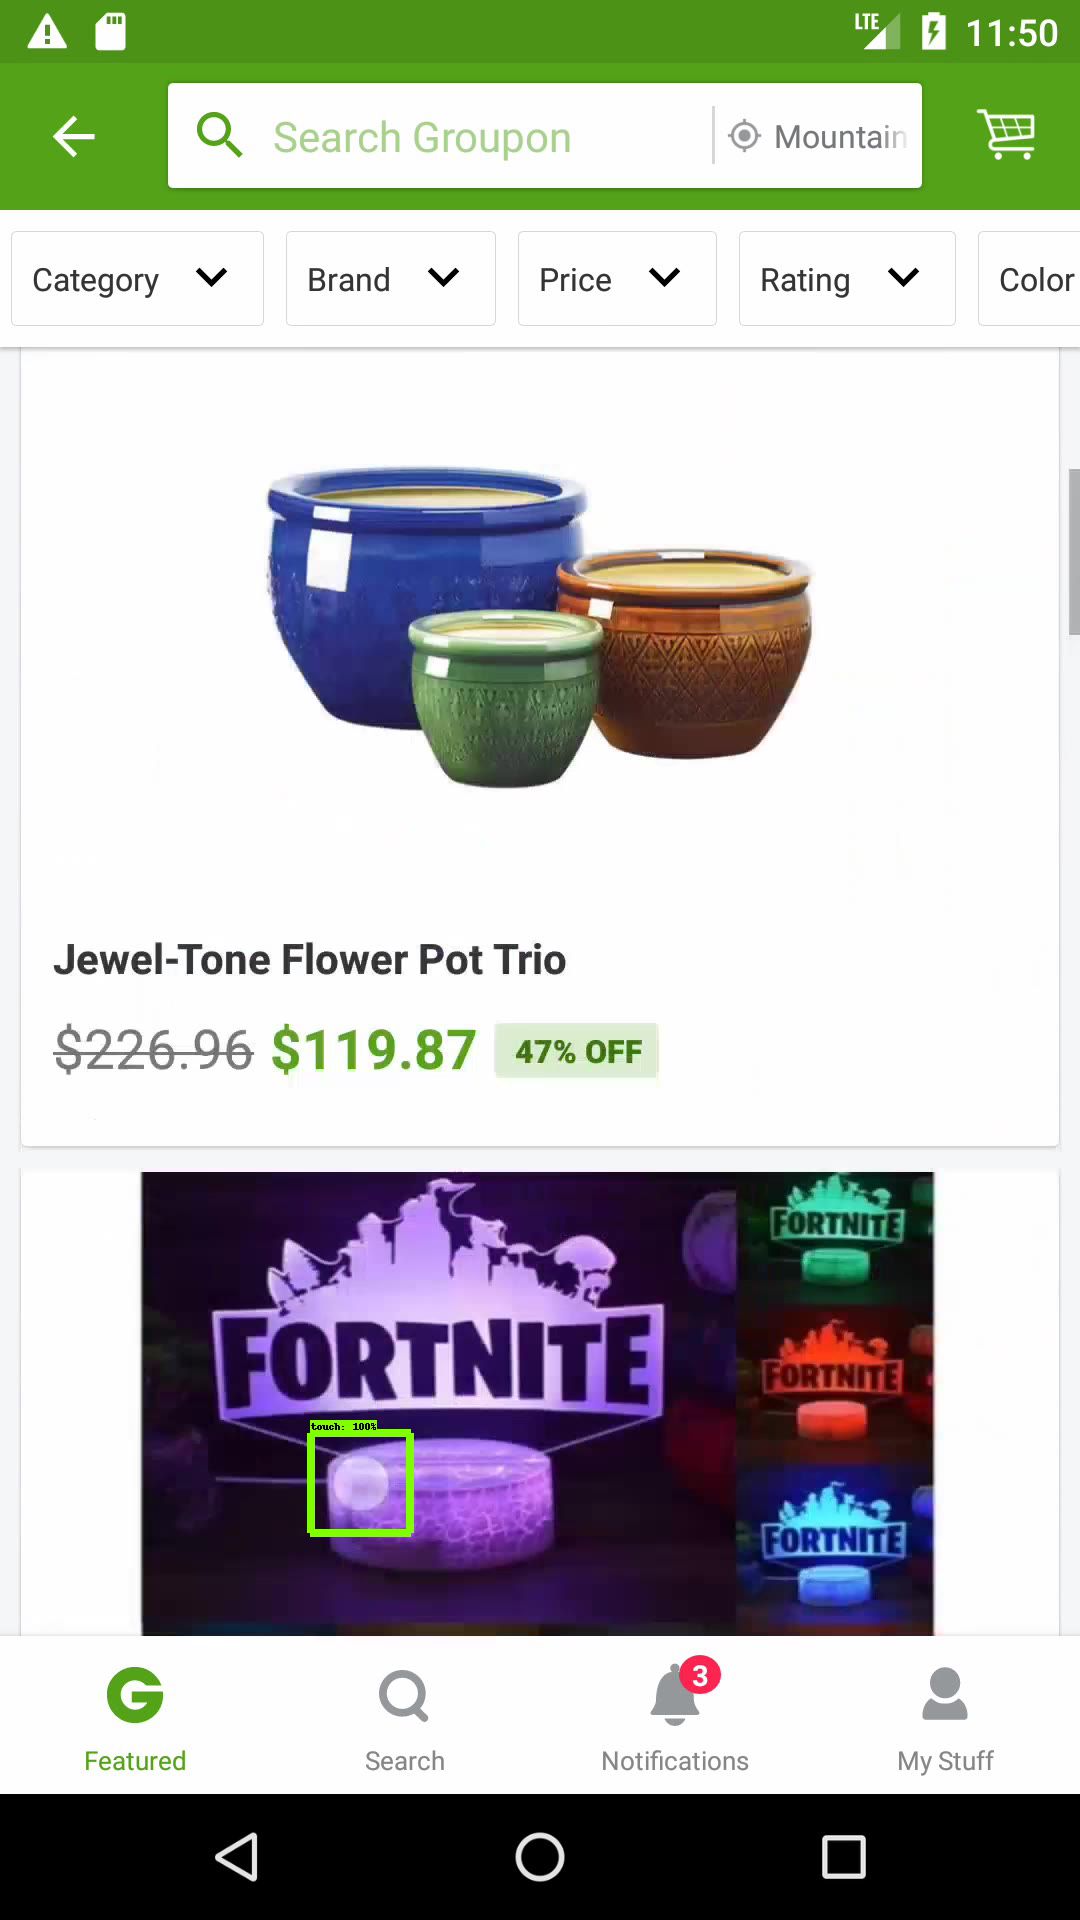 LTE 11:50
Search Groupon Mountain
Category Brand Price Rating Color
Jewel-Tone Flower Pot Trio
$226.96 $119.87 47% OFF
FORTNITE
FORTNITE
FORTNITE
FORTNITE
touch: 100%
3
Featured Search Notifications My Stuff